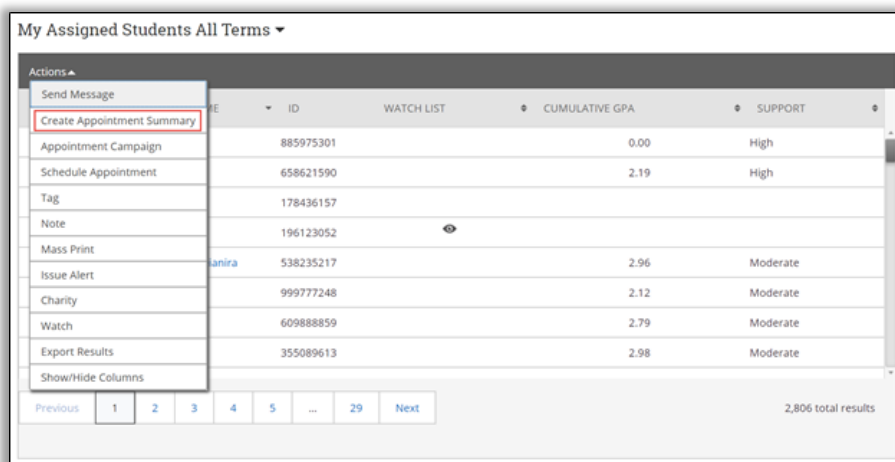 My Assigned Students All Terms
Actions
Send Message
Create Appointment Summary
Appointment Campaign
Schedule Appointment
Tag
Note
Mass Print
Issue Alert
Charity
Watch
Export Results
Show/Hide Columns
ID WATCH LIST CUMULATIVE GPA SUPPORT
885975301 0.00 High
658621590 2.19 High
178436157
196123052
538235217 2.96 Moderate
999777248 2.12 Moderate
609888859 2.79 Moderate
355089613 2.98 Moderate
Previous 1 2 3 4 5 ... 29 Next 2,806 total results